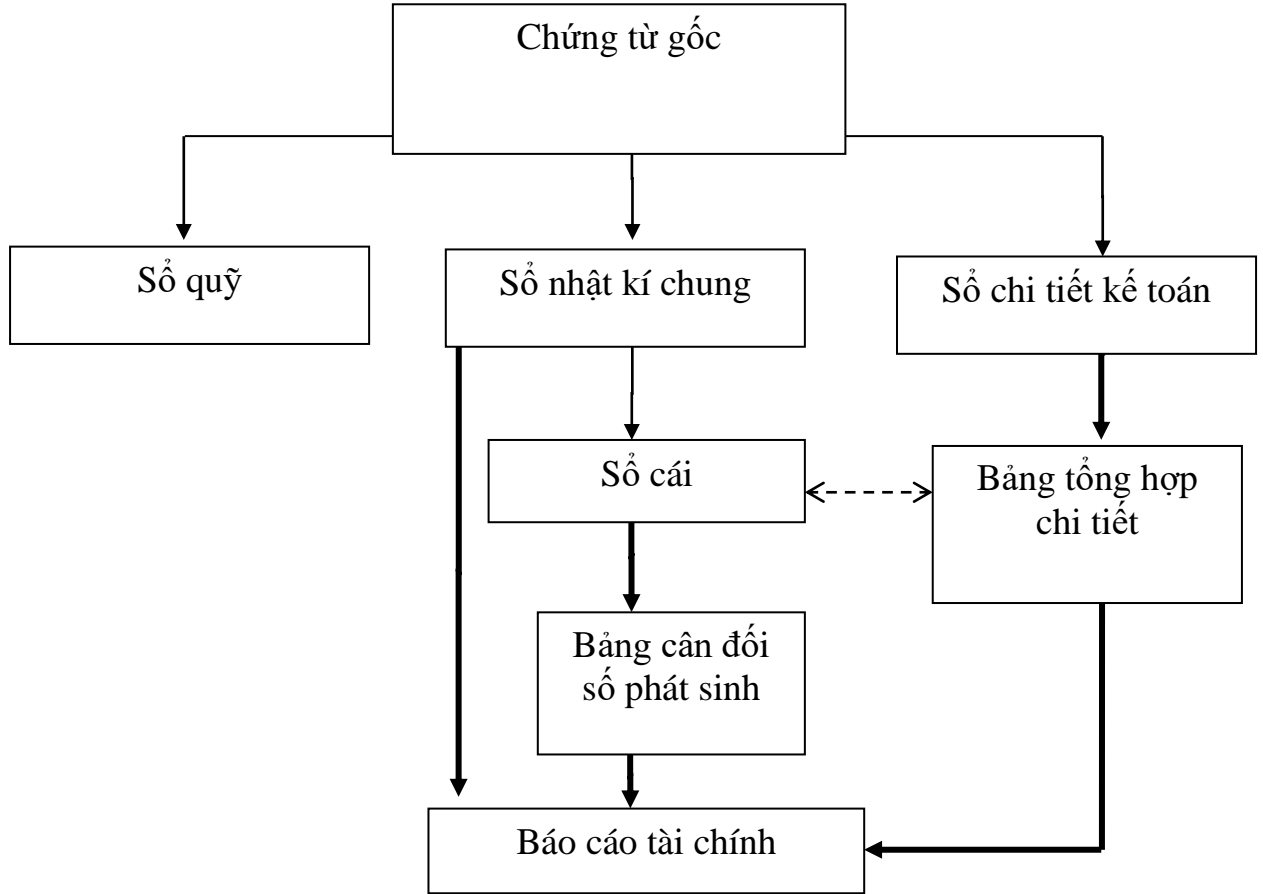 Chứng từ gốc
Sổ quỹ
Sổ nhật kí chung
Sổ chi tiết kế toán
Sổ cái
Bảng tổng hợp
chi tiết
Bảng cân đối
số phát sinh
Báo cáo tài chính